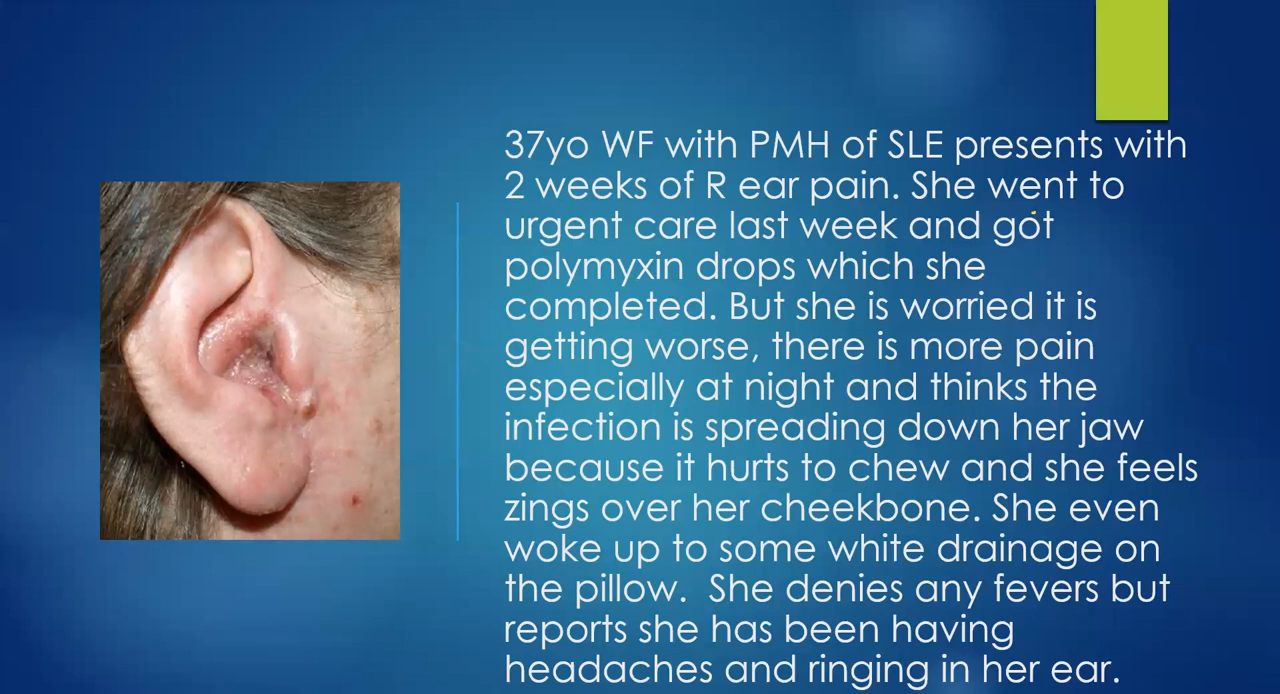 37yo WF with PMH of SLE presents with
2 weeks of R ear pain. She went to
urgent care last week and got
polymyxin drops which she
completed. But she is worried it is
getting worse, there is more pain
especially at night and thinks the
infection is spreading down her jaw
because it hurts to chew and she feels
zings over her cheekbone. She even
woke up to some white drainage on
the pillow.  She denies any fevers but
reports she has been having
headaches and ringing in her ear.